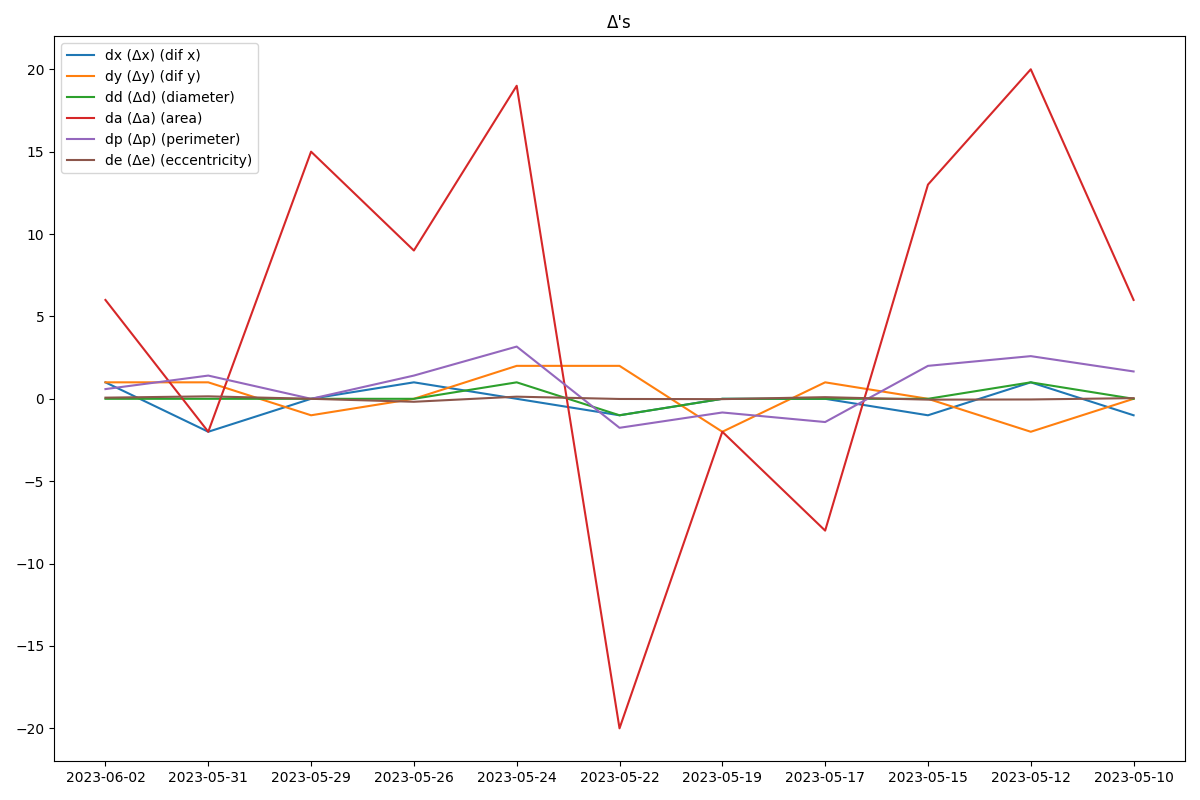 Δ's
dx (Δx) (dif x)
dy (Δy) (dif y)
dd (Δd) (diameter)
da (Δa) (area)
dp (Δp) (perimeter)
de (Δe) (eccentricity)
20
15
10
5
0
−5
−10
−15
−20
2023-06-02 2023-05-31 2023-05-29 2023-05-26 2023-05-24 2023-05-22 2023-05-19 2023-05-17 2023-05-15 2023-05-12 2023-05-10